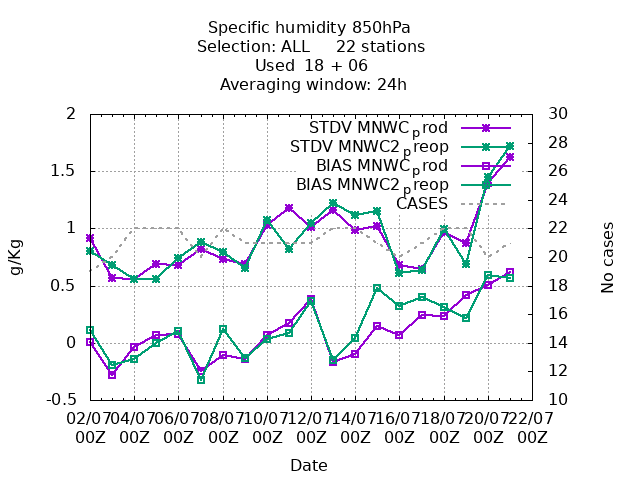 Specific humidity 850hPa
Selection: ALL 22 stations
Used 18 + 06
Averaging window: 24h
STDV MNWC_prod
STDV MNWC2_preop
BIAS MNWC_prod
BIAS MNWC2_preop
CASES
g/Kg
2
1.5
1
0.5
0
-0.5
No cases
30
28
26
24
22
20
18
16
14
12
10
02/07 04/07 06/07 08/07 10/07 12/07 14/07 16/07 18/07 20/07 22/07
00Z 00Z 00Z 00Z 00Z 00Z 00Z 00Z 00Z 00Z 00Z
Date